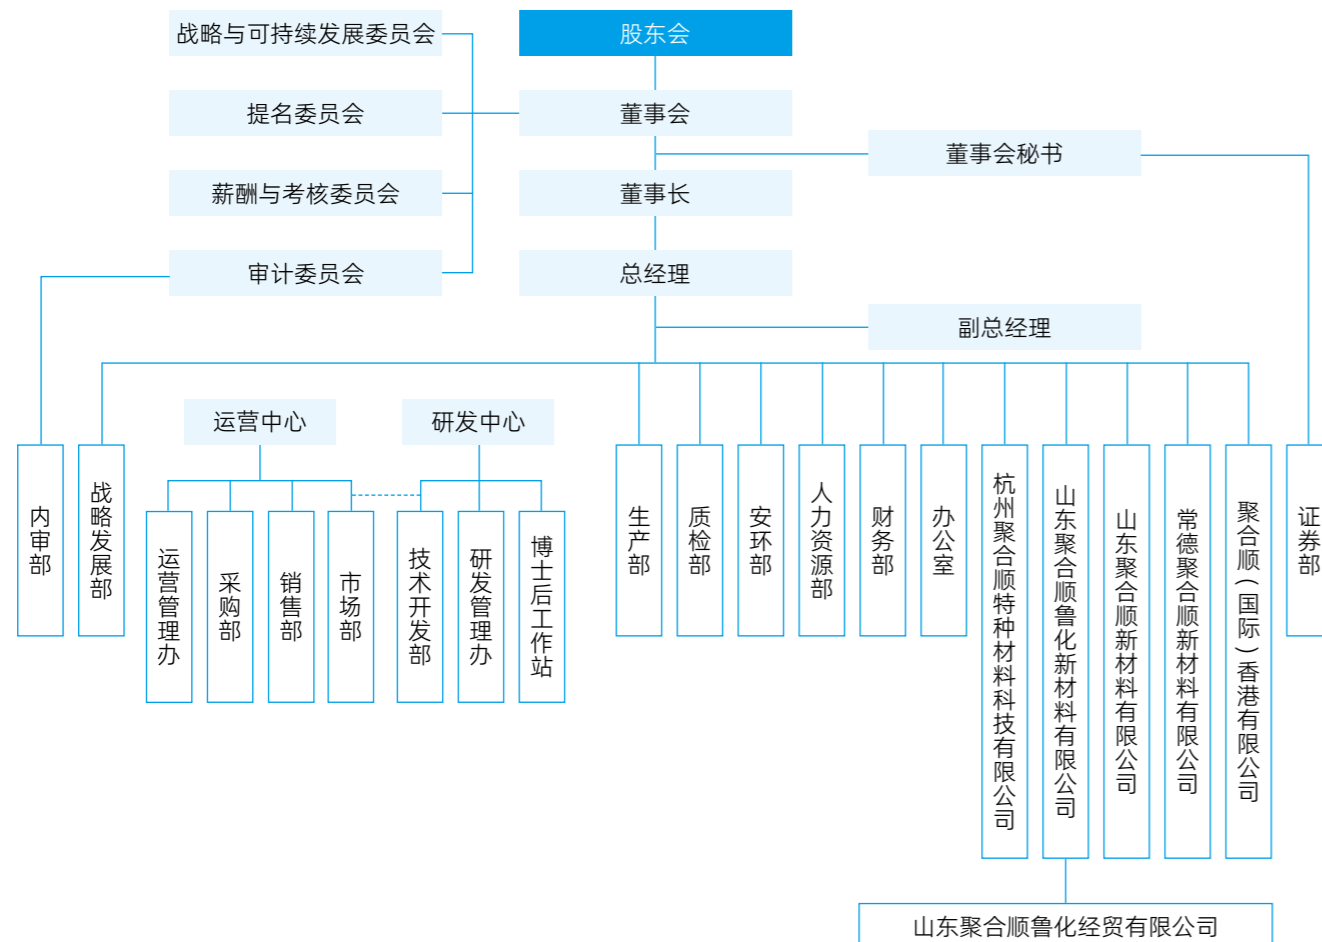 战略与可持续发展委员会
股东会
提名委员会
董事会
董事会秘书
薪酬与考核委员会
董事长
审计委员会
总经理
副总经理
运营中心
研发中心
内审部
战略发展部
运营管理办
采购部
销售部
市场部
技术开发部
研发管理办
博士后工作站
生产部
质检部
安环部
人力资源部
财务部
办公室
杭州聚合顺特种材料科技有限公司
山东聚合顺鲁化新材料有限公司
山东聚合顺新材料有限公司
常德聚合顺新材料有限公司
聚合顺(国际)香港有限公司
证券部
山东聚合顺鲁化经贸有限公司